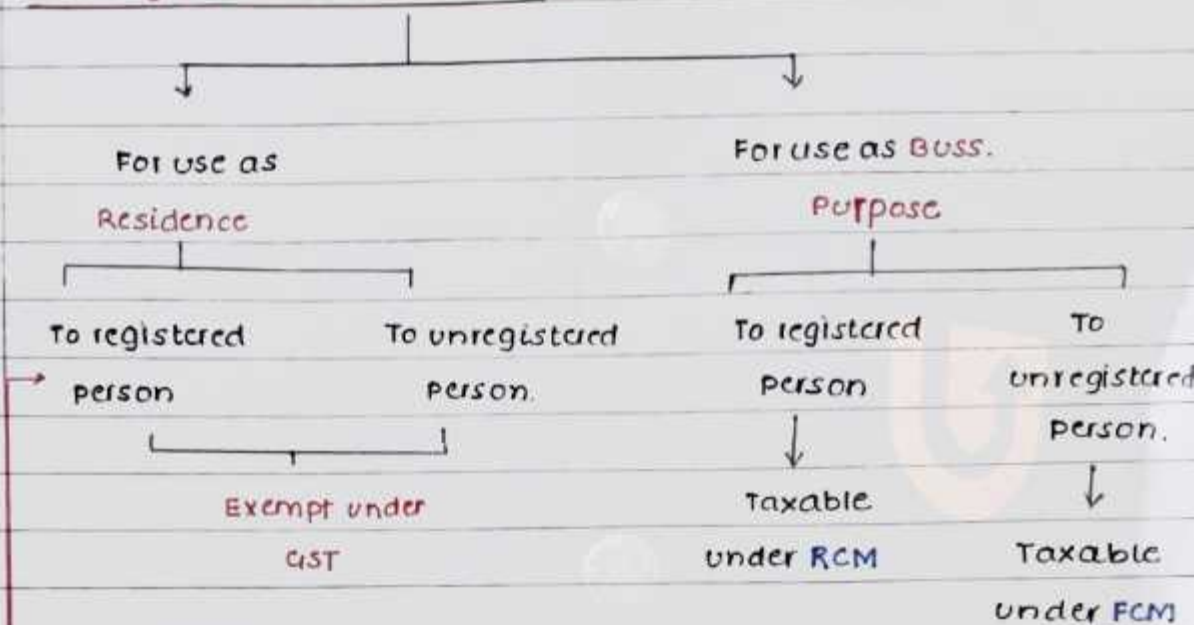 For use as
Residence
For use as Buss.
Purpose
To registered
person
To unregistered
person.
To registered
person
To
unregistered
person.
Exempt under
GST
Taxable
under RCM
Taxable
under FCM